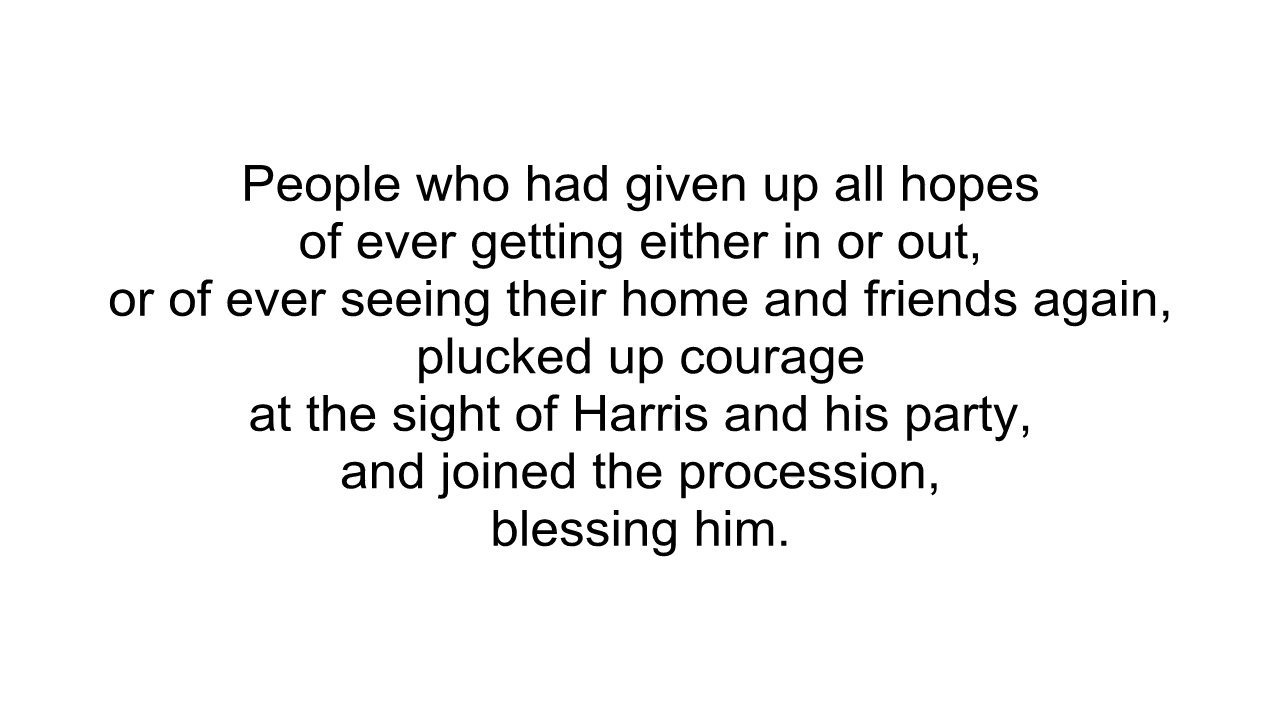 People who had given up all hopes
of ever getting either in or out,
or of ever seeing their home and friends again,
plucked up courage
at the sight of Harris and his party,
and joined the procession,
blessing him.